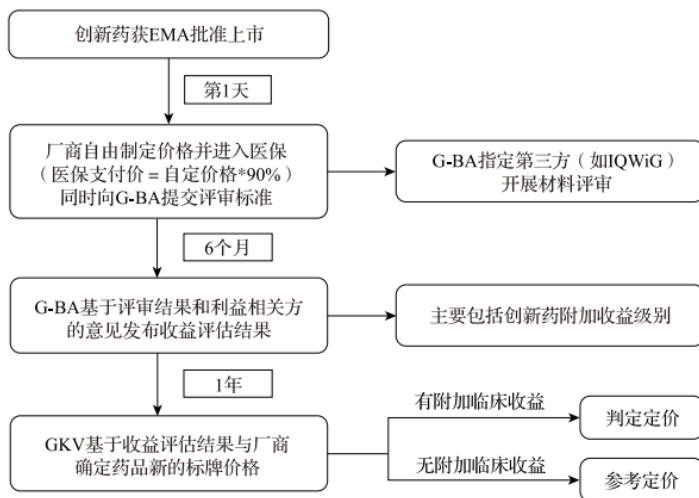 创新药获EMA批准上市
第1天
厂商自由制定价格并进入医保
（医保支付价 = 自定价格*90%）
同时向G-BA提交评审标准
G-BA指定第三方（如IQWiG）
开展材料评审
6个月
G-BA基于评审结果和利益相关方
的意见发布收益评估结果
主要包括创新药附加收益级别
1年
GKV基于收益评估结果与厂商
确定药品新的标牌价格
有附加临床收益
判定定价
无附加临床收益
参考定价